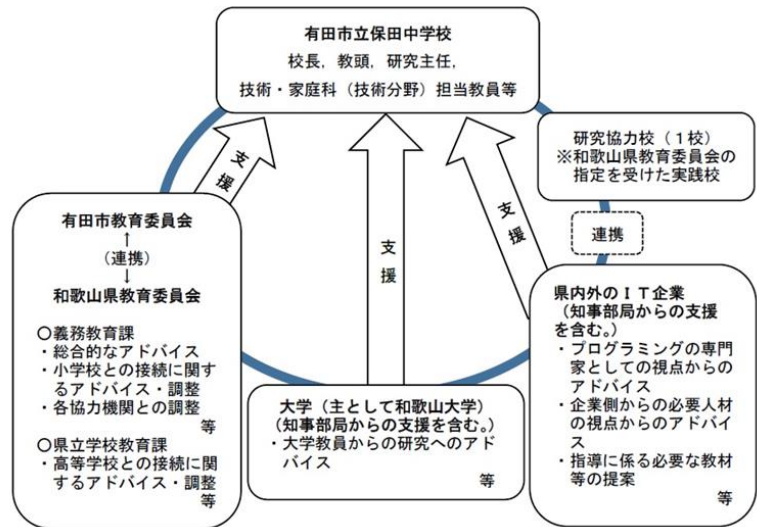 有田市立保田中学校
校長，教頭，研究主任，
技術・家庭科（技術分野）担当教員等
研究協力校（１校）
※和歌山県教育委員会の
指定を受けた実践校
支援
支援
支援
連携
有田市教育委員会
↑
（連携）
↓
和歌山県教育委員会
○義務教育課
・総合的なアドバイス
・小学校との接続に関す
るアドバイス・調整
・各協力機関との調整
等
○県立学校教育課
・高等学校との接続に関
するアドバイス・調整
等
大学（主として和歌山大学）
（知事部局からの支援を含む。）
・大学教員からの研究へのアド
バイス
等
県内外のＩＴ企業
（知事部局からの支援
を含む。）
・プログラミングの専門
家としての視点からの
アドバイス
・企業側からの必要人材
の視点からのアドバイ
ス
・指導に係る必要な教材
等の提案
等